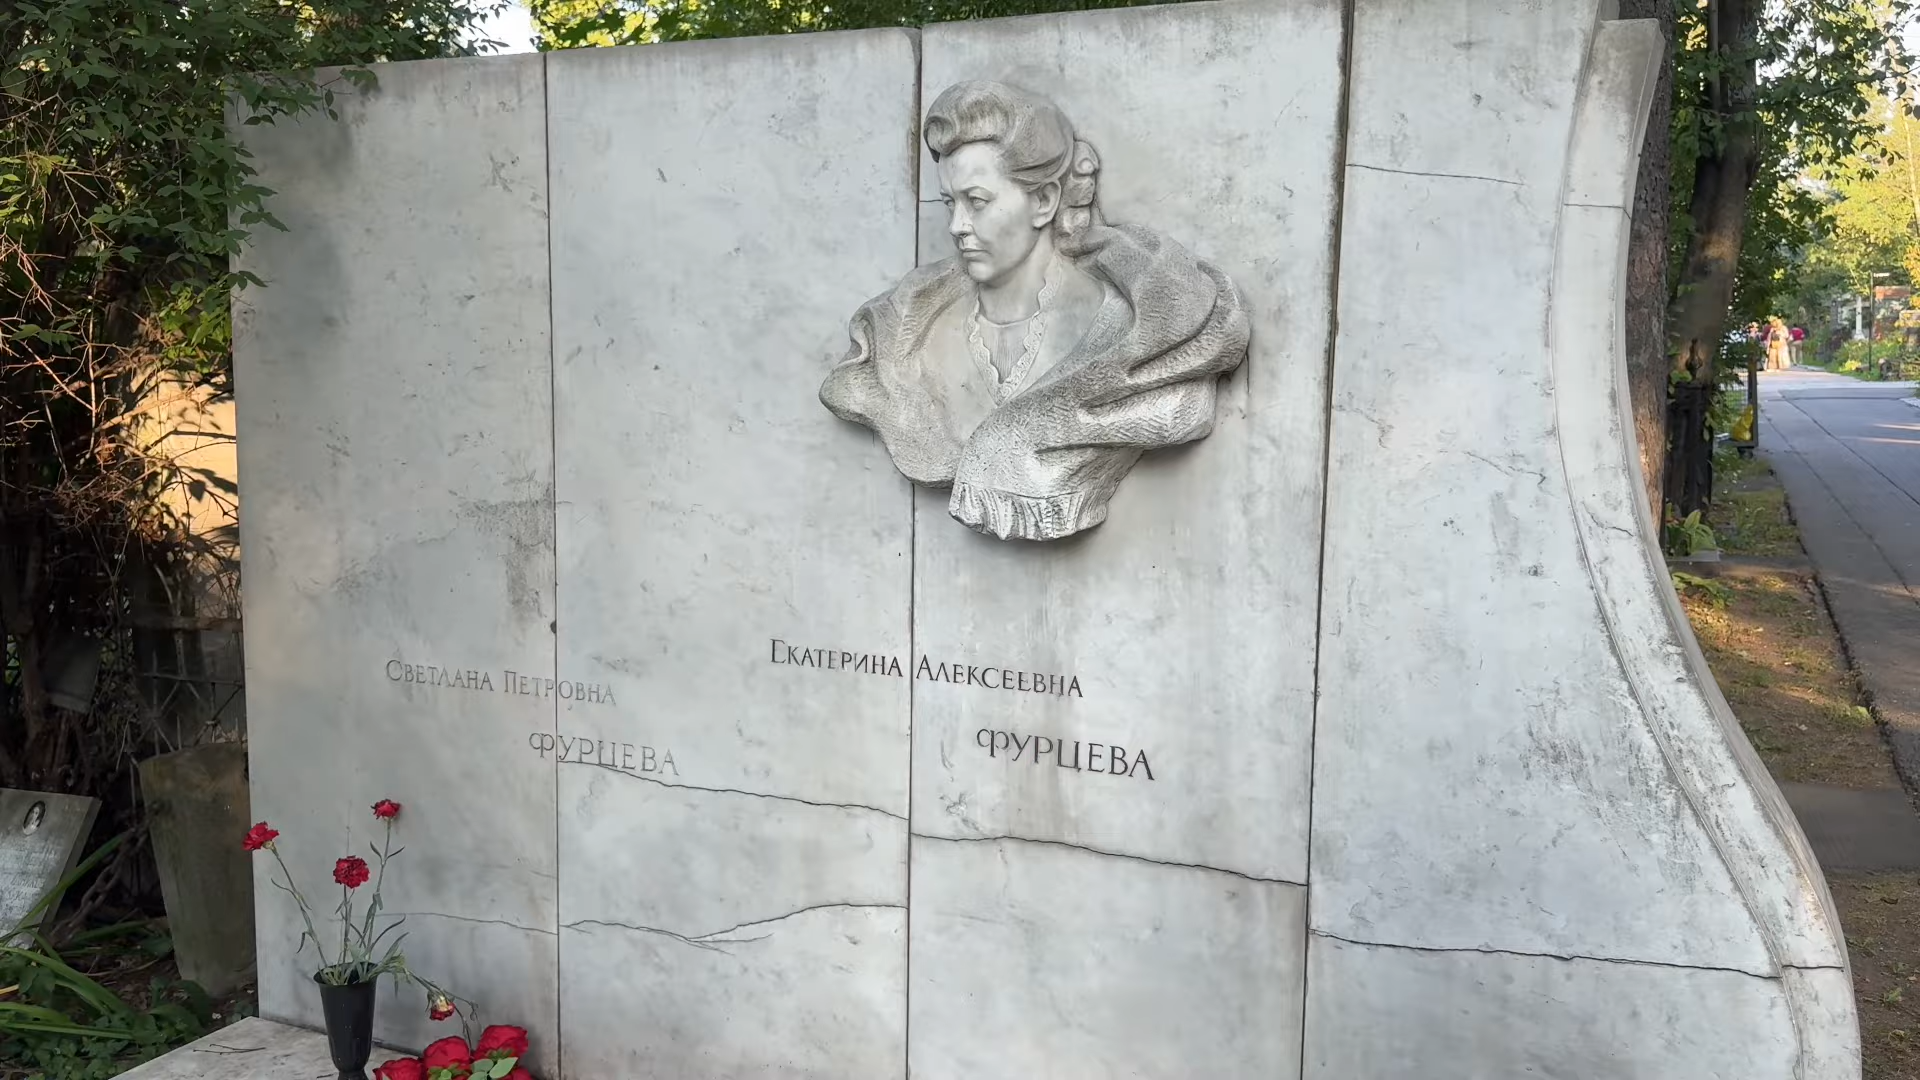 Светлана Петровна
Фурцева
Екатерина Алексеевна
Фурцева